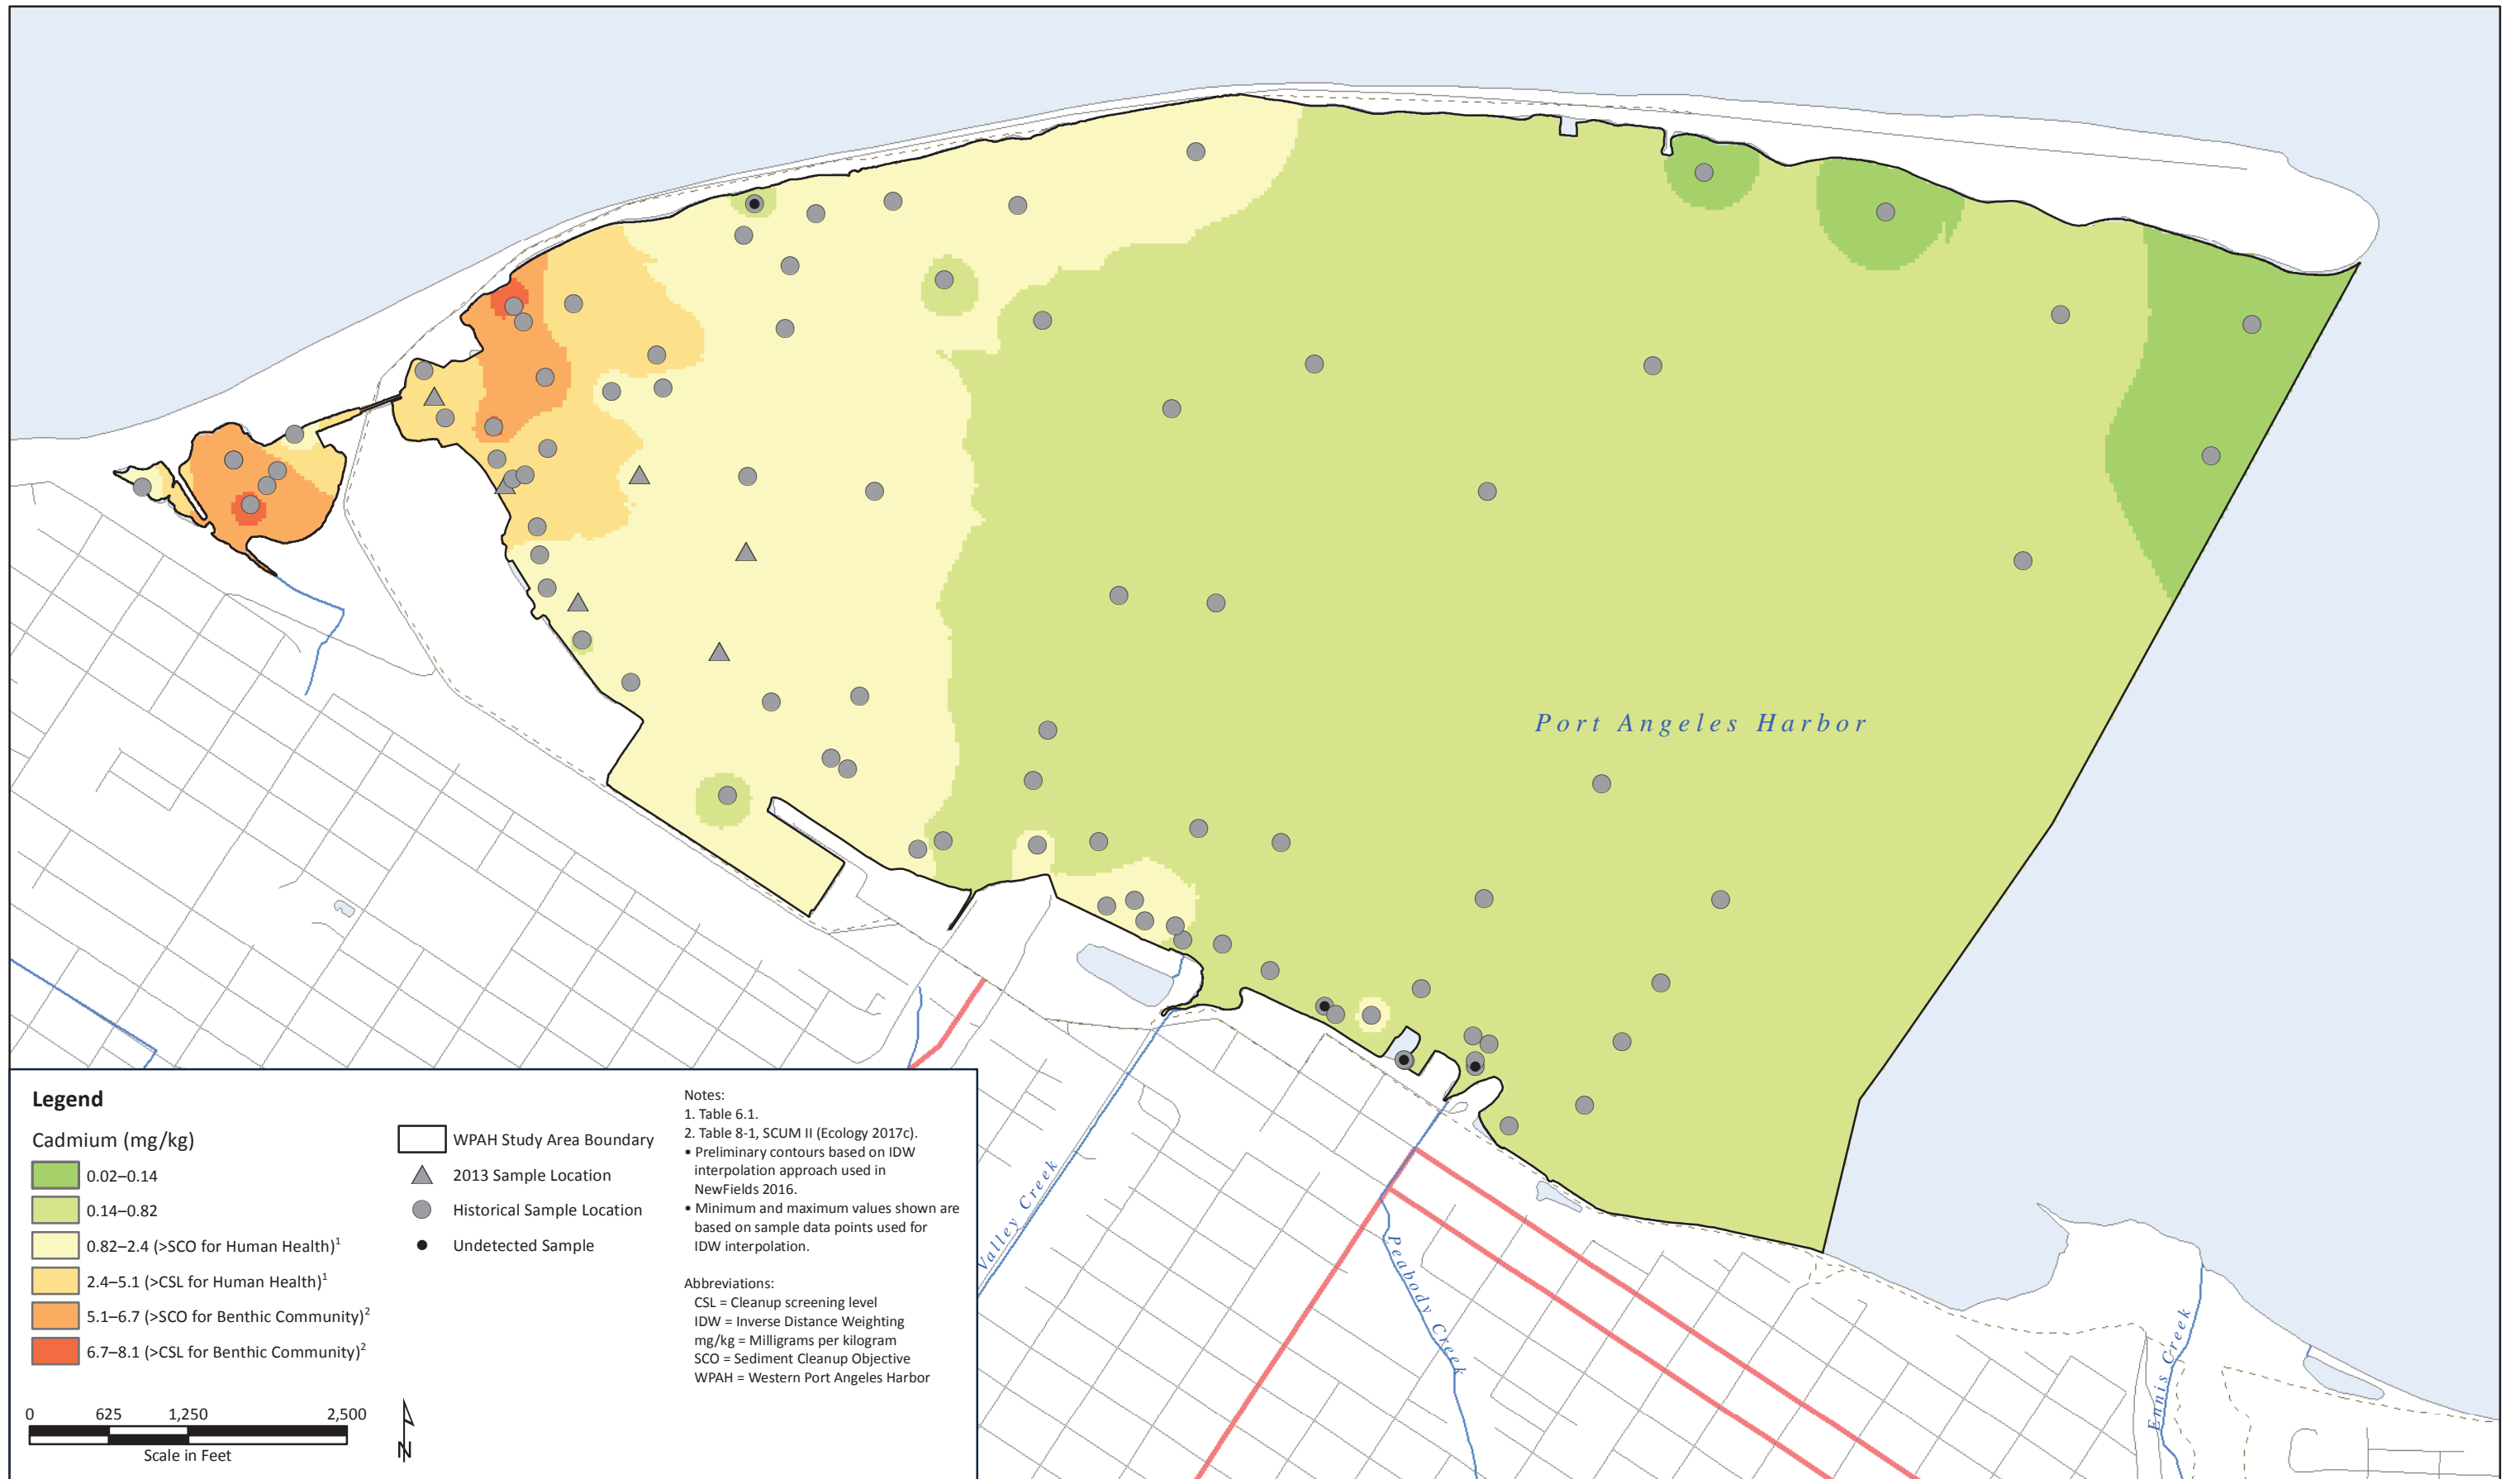 Port Angeles Harbor
Valley Creek
Peabody Creek
Ennis Creek
Legend
Cadmium (mg/kg)
0.02–0.14
0.14–0.82
0.82–2.4 (>SCO for Human Health)¹
2.4–5.1 (>CSL for Human Health)¹
5.1–6.7 (>SCO for Benthic Community)²
6.7–8.1 (>CSL for Benthic Community)²
WPAH Study Area Boundary
2013 Sample Location
Historical Sample Location
Undetected Sample
Notes:
1. Table 6.1.
2. Table 8-1, SCUM II (Ecology 2017c).
• Preliminary contours based on IDW
interpolation approach used in
NewFields 2016.
• Minimum and maximum values shown are
based on sample data points used for
IDW interpolation.
Abbreviations:
CSL = Cleanup screening level
IDW = Inverse Distance Weighting
mg/kg = Milligrams per kilogram
SCO = Sediment Cleanup Objective
WPAH = Western Port Angeles Harbor
0 625 1,250 2,500
Scale in Feet
N